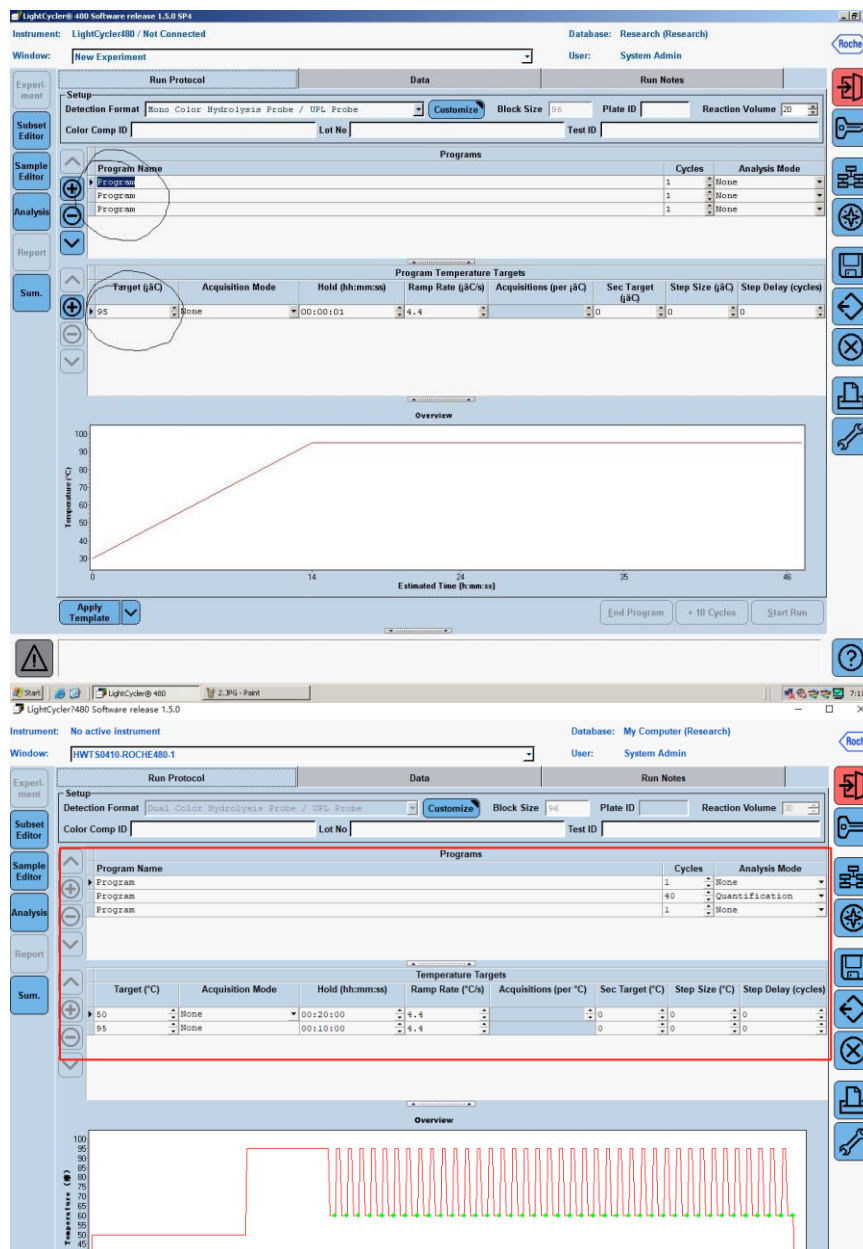 LightCycler® 480 Software release 1.5.0 SP4
Instrument: LightCycler480 / Not Connected Database: Research (Research)
Roche
Window: New Experiment User: System Admin
Experi-ment Run Protocol Data Run Notes
Setup
Detection Format Mono Color Hydrolysis Probe / UPL Probe Customize Block Size 96 Plate ID Reaction Volume 20
Subset Editor Color Comp ID Lot No Test ID
Programs
Sample Editor Program Name Cycles Analysis Mode
Program 1 None
Program 1 None
Analysis Program 1 None
Report
Program Temperature Targets
Sum. Target (¡ãC) Acquisition Mode Hold (hh:mm:ss) Ramp Rate (¡ãC/s) Acquisitions (per ¡ãC) Sec Target (¡ãC) Step Size (¡ãC) Step Delay (cycles)
95 None 00:00:01 4.4 0 0 0
Overview
Temperature (°C)
100
90
80
70
60
50
40
30
0 14 24 35 46
Estimated Time (h:mm:ss)
Apply Template End Program + 10 Cycles Start Run
Start LightCycler® 480 2.JPG - Paint 7:1
LightCycler?480 Software release 1.5.0
Instrument: No active instrument Database: My Computer (Research)
Window: HWTS0410-ROCHE480-1 User: System Admin
Experi-ment Run Protocol Data Run Notes
Setup
Detection Format Dual Color Hydrolysis Probe / UPL Probe Customize Block Size 96 Plate ID Reaction Volume 30
Subset Editor Color Comp ID Lot No Test ID
Programs
Sample Editor Program Name Cycles Analysis Mode
Program 1 None
Program 40 Quantification
Analysis Program 1 None
Report
Temperature Targets
Sum. Target (°C) Acquisition Mode Hold (hh:mm:ss) Ramp Rate (°C/s) Acquisitions (per °C) Sec Target (°C) Step Size (°C) Step Delay (cycles)
50 None 00:20:00 4.4 0 0 0
95 None 00:10:00 4.4 0 0 0
Overview
100
95
90
85
80
75
70
65
60
55
50
45